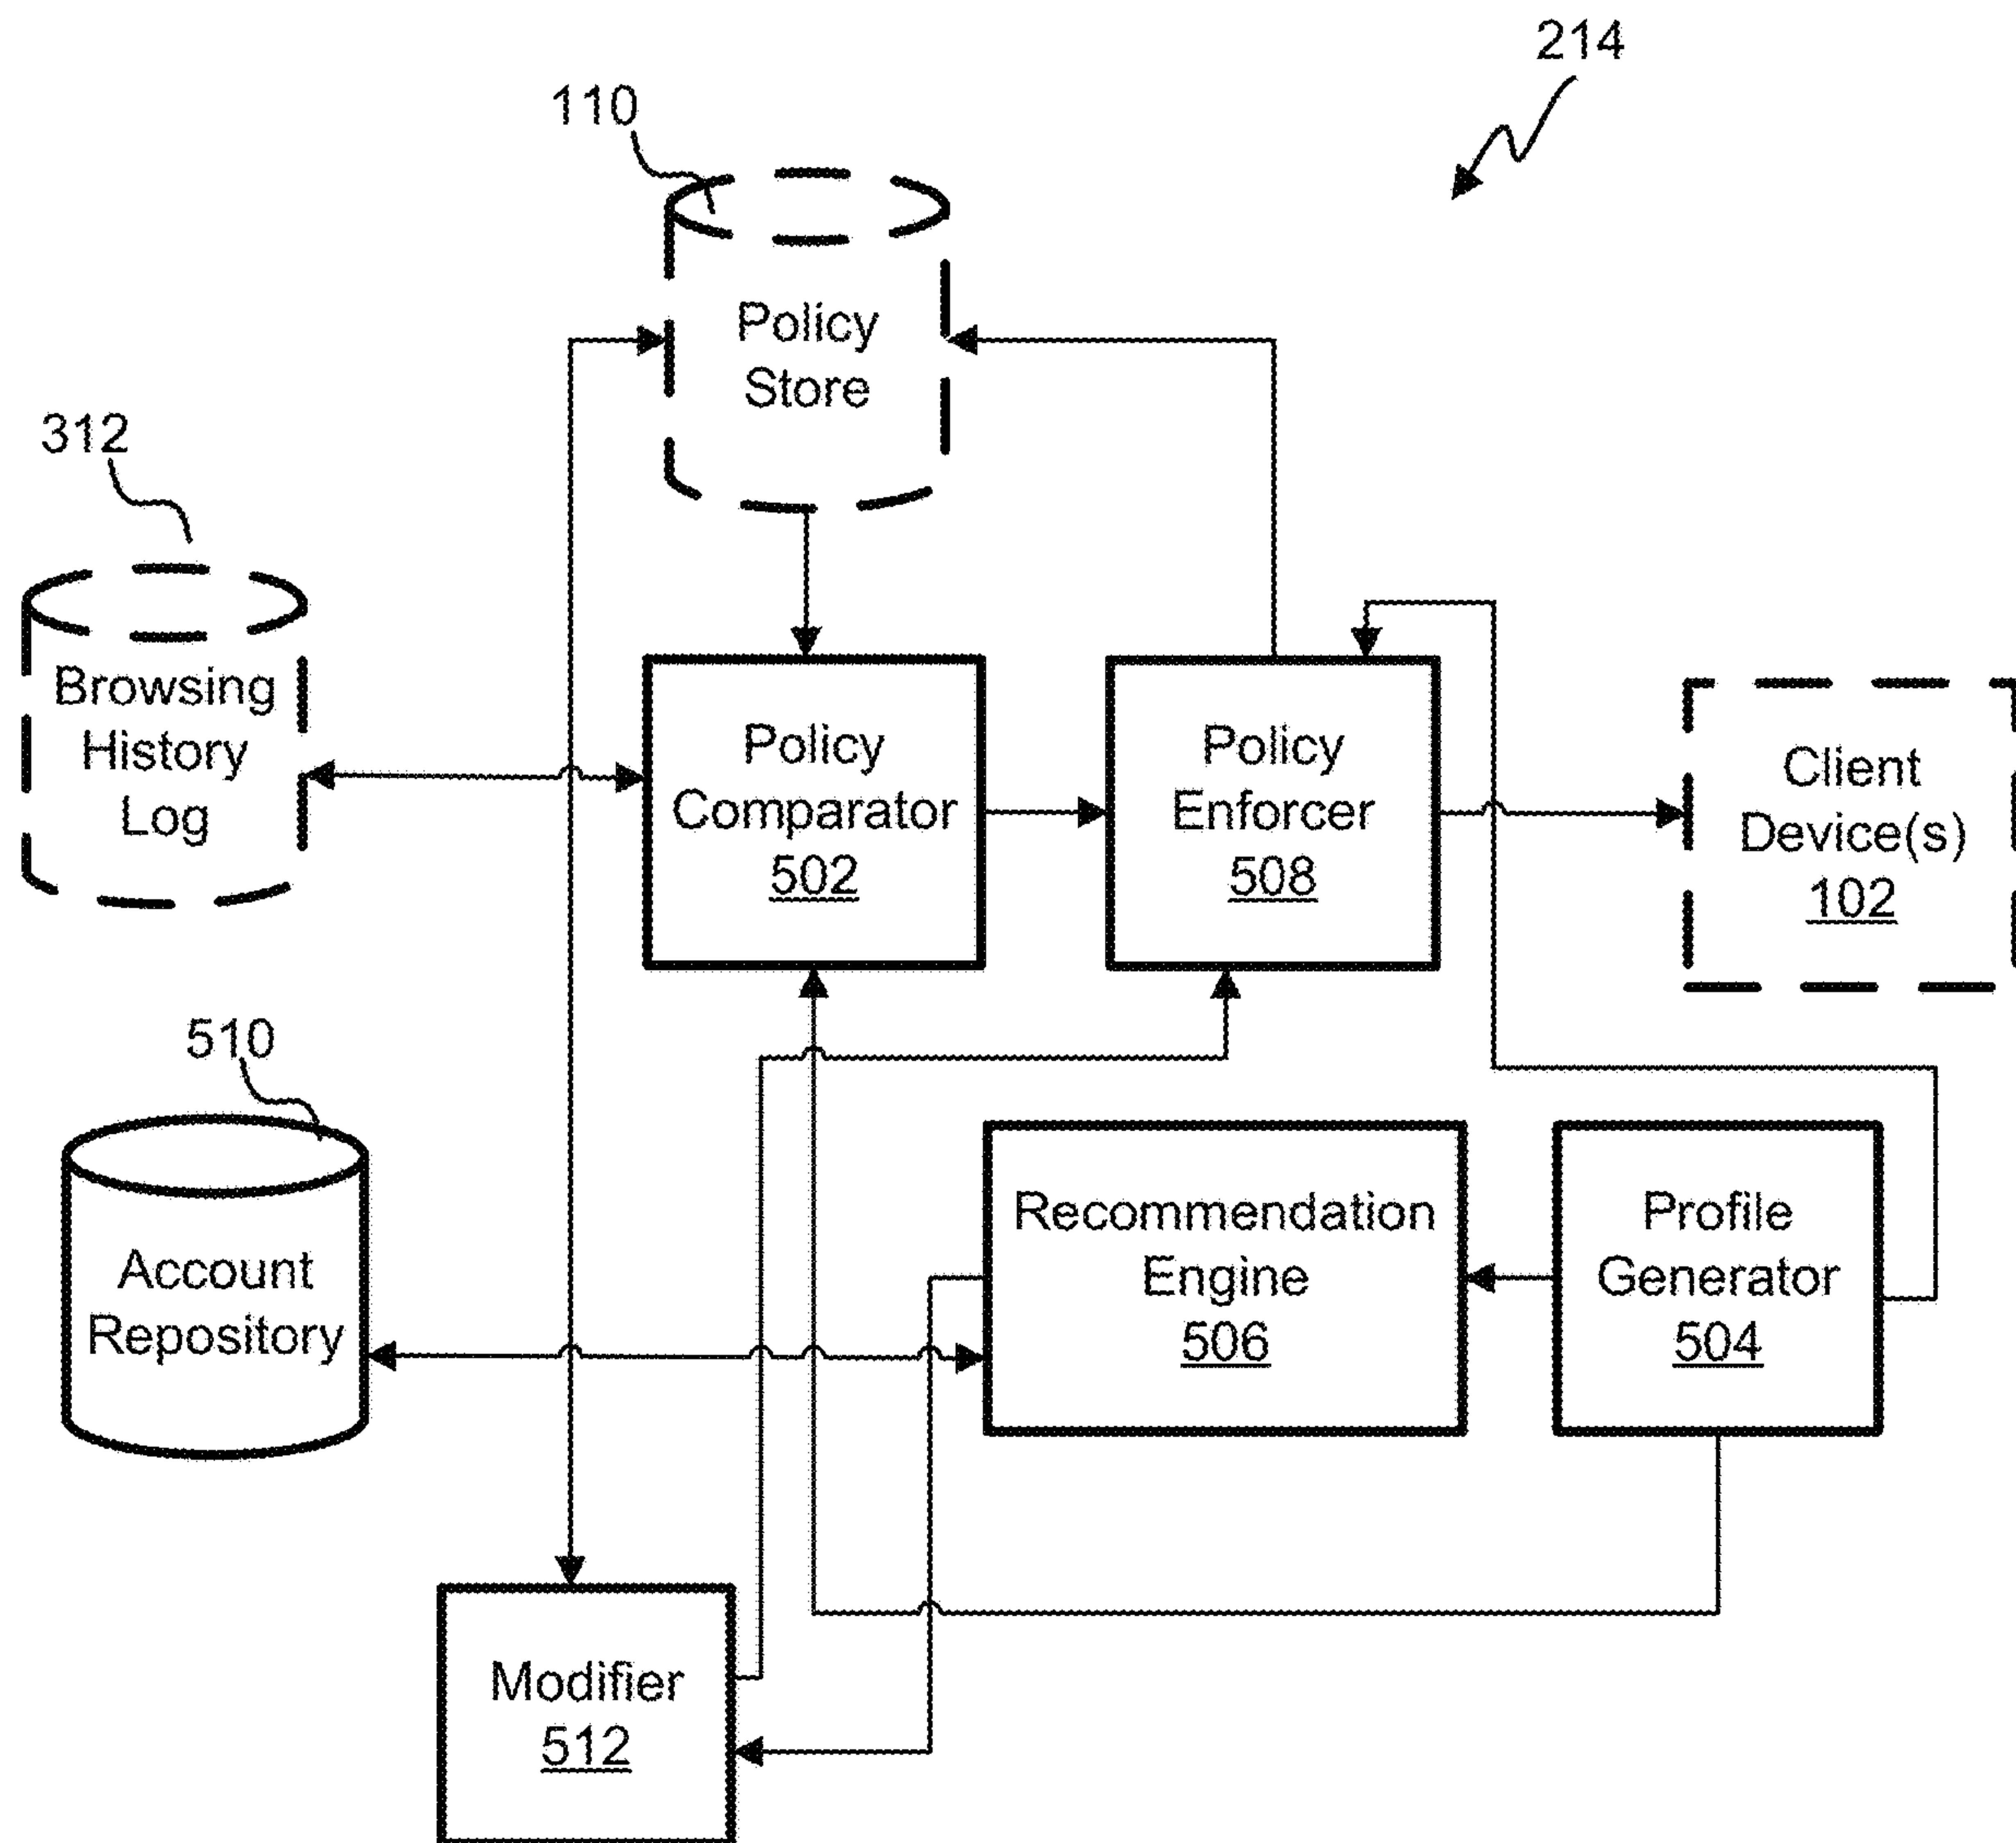 214
110
Policy
Store
312
Browsing
History
Log
Policy
Comparator
502
Policy
Enforcer
508
Client
Device(s)
102
510
Account
Repository
Recommendation
Engine
506
Profile
Generator
504
Modifier
512